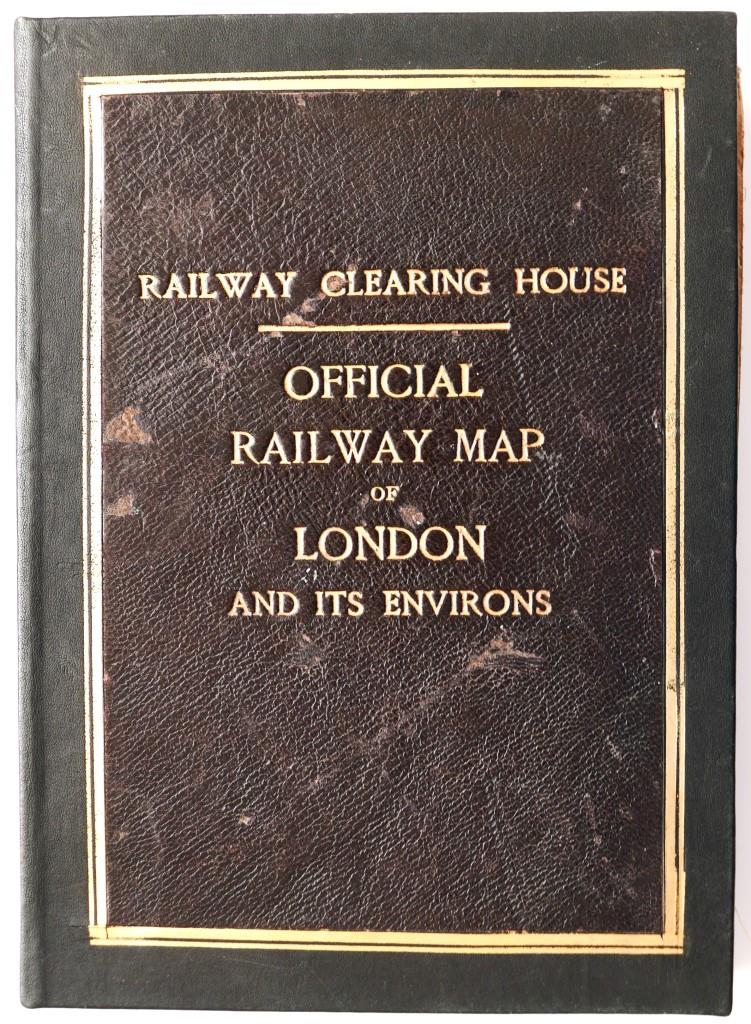 RAILWAY CLEARING HOUSE
OFFICIAL
RAILWAY MAP
OF
LONDON
AND ITS ENVIRONS